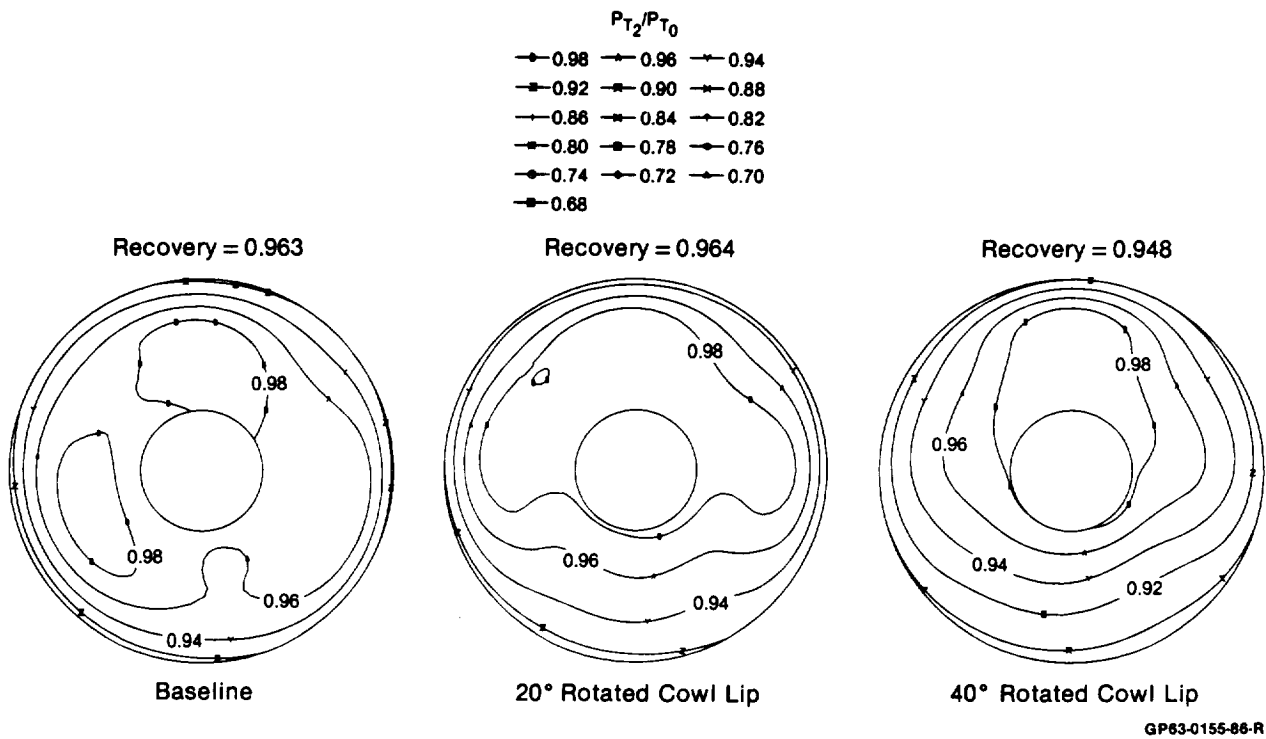 PT2/PT0
0.98 0.96 0.94
0.92 0.90 0.88
0.86 0.84 0.82
0.80 0.78 0.76
0.74 0.72 0.70
0.68
Recovery = 0.963
0.98
0.98
0.96
0.94
Baseline
Recovery = 0.964
0.98
0.96
0.94
20° Rotated Cowl Lip
Recovery = 0.948
0.98
0.96
0.94
0.92
40° Rotated Cowl Lip
GP63-0155-86-R